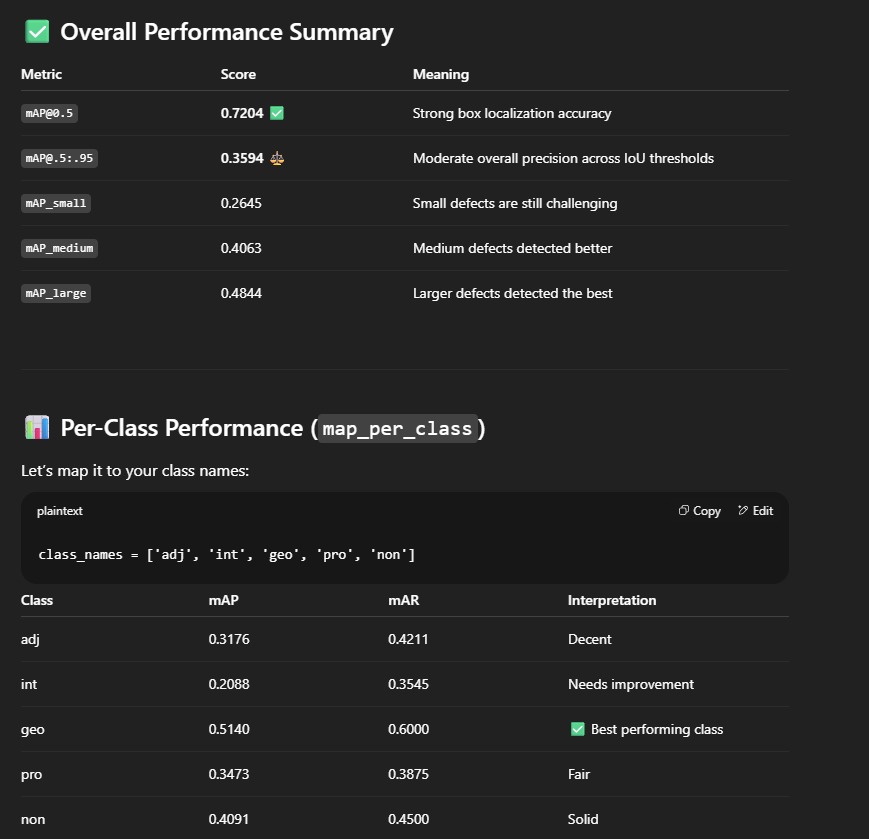 ✅ Overall Performance Summary
Metric Score Meaning
mAP@0.5 0.7204 ✅ Strong box localization accuracy
mAP@.5:.95 0.3594 ⚖️ Moderate overall precision across IoU thresholds
mAP_small 0.2645 Small defects are still challenging
mAP_medium 0.4063 Medium defects detected better
mAP_large 0.4844 Larger defects detected the best
📊 Per-Class Performance (map_per_class)
Let's map it to your class names:
plaintext Copy Edit
class_names = ['adj', 'int', 'geo', 'pro', 'non']
Class mAP mAR Interpretation
adj 0.3176 0.4211 Decent
int 0.2088 0.3545 Needs improvement
geo 0.5140 0.6000 ✅ Best performing class
pro 0.3473 0.3875 Fair
non 0.4091 0.4500 Solid